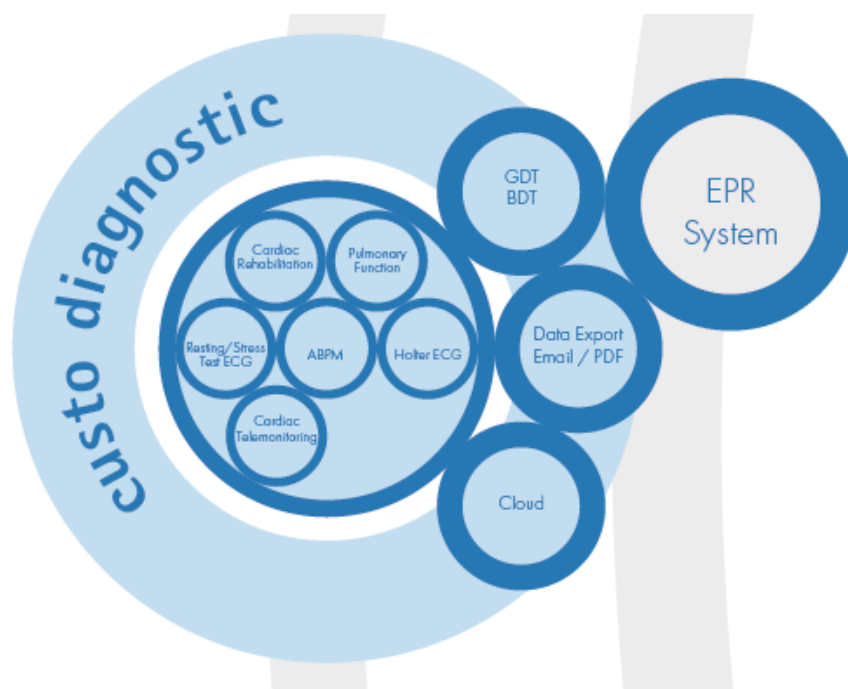 custo diagnostic
GDT
BDT
EPR
System
Cardiac
Rehabilitation
Pulmonary
Function
Resting/Stress
Test ECG
ABPM
Holter ECG
Data Export
Email / PDF
Cardiac
Telemonitoring
Cloud